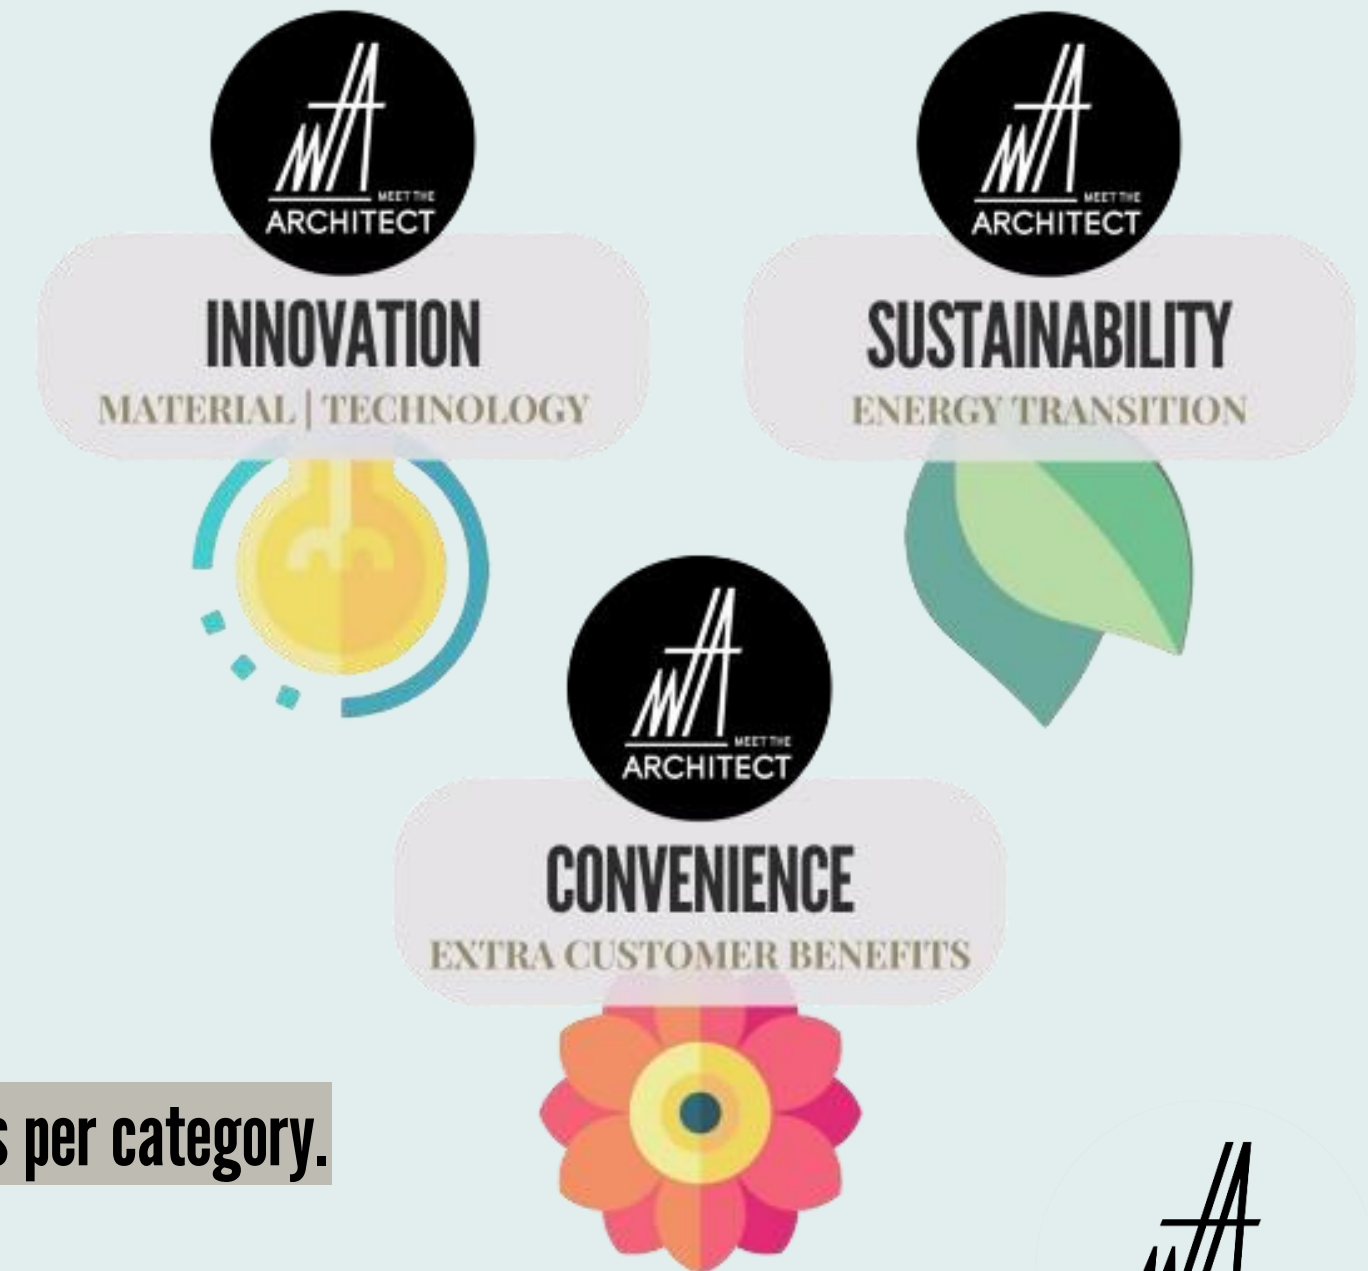 MEET THE
ARCHITECT
INNOVATION
MATERIAL | TECHNOLOGY
MEET THE
ARCHITECT
SUSTAINABILITY
ENERGY TRANSITION
MEET THE
ARCHITECT
CONVENIENCE
EXTRA CUSTOMER BENEFITS
per category.